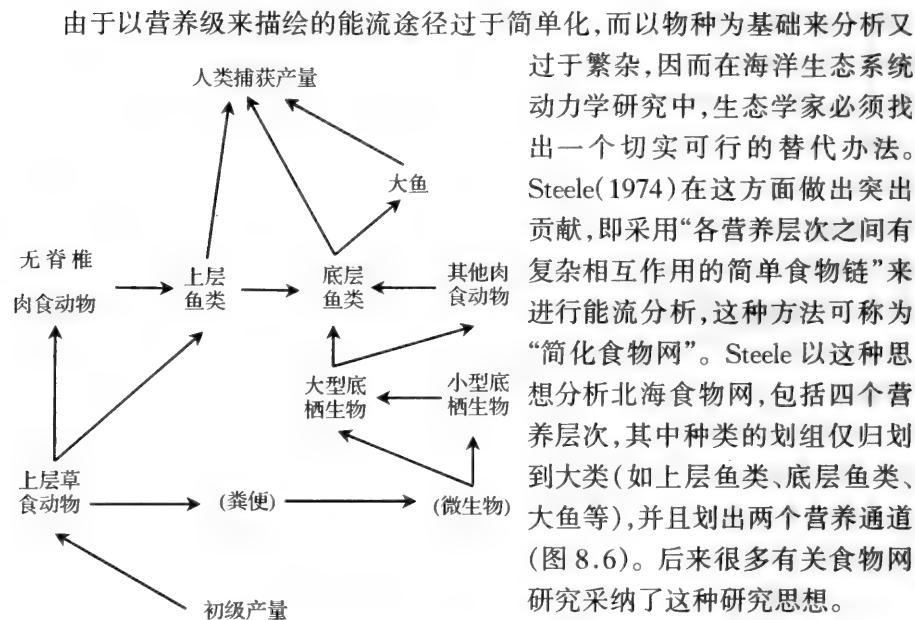 由于以营养级来描绘的能流途径过于简单化,而以物种为基础来分析又
过于繁杂,因而在海洋生态系统
动力学研究中,生态学家必须找
出一个切实可行的替代办法。
Steele(1974)在这方面做出突出
贡献,即采用“各营养层次之间有
复杂相互作用的简单食物链”来
进行能流分析,这种方法可称为
“简化食物网”。Steele 以这种思
想分析北海食物网,包括四个营
养层次,其中种类的划组仅归划
到大类(如上层鱼类、底层鱼类、
大鱼等),并且划出两个营养通道
(图 8.6)。后来很多有关食物网
研究采纳了这种研究思想。
人类捕获产量
大鱼
无脊椎
肉食动物
上层
鱼类
底层
鱼类
其他肉
食动物
大型底
栖生物
小型底
栖生物
上层草
食动物
(粪便)
(微生物)
初级产量